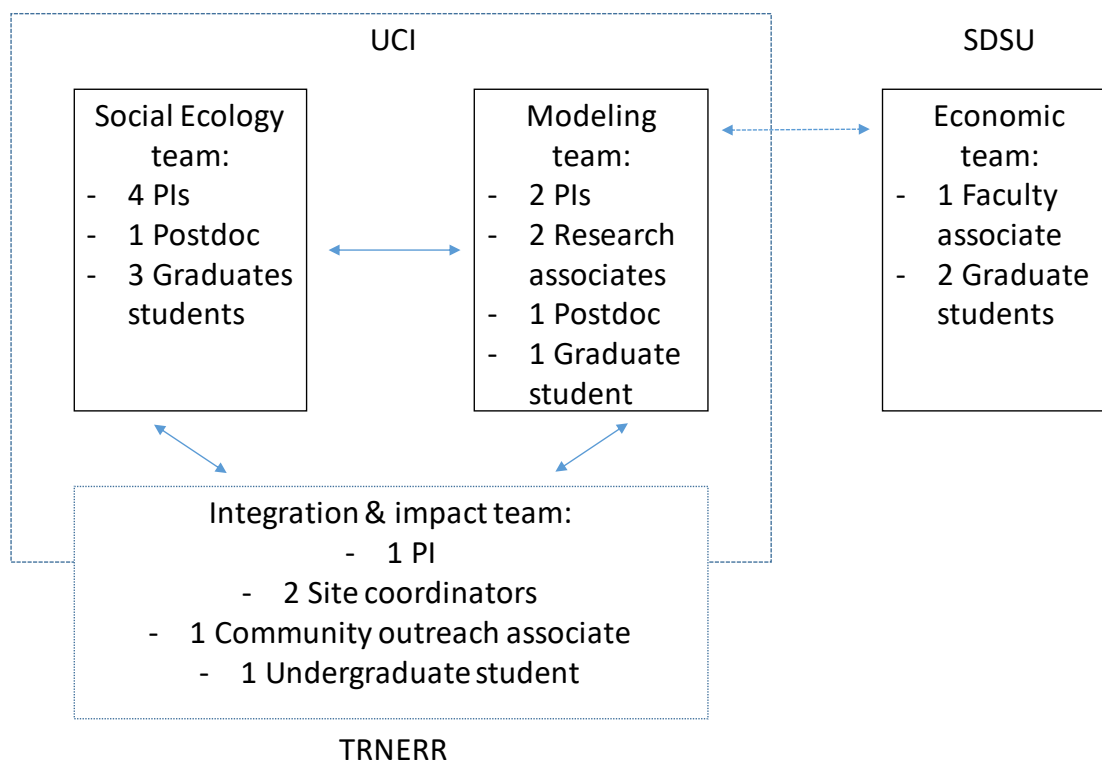 UCI
SDSU
Social Ecology
team:
- 4 PIs
- 1 Postdoc
- 3 Graduates
students
Modeling
team:
- 2 PIs
- 2 Research
associates
- 1 Postdoc
- 1 Graduate
student
Economic
team:
- 1 Faculty
associate
- 2 Graduate
students
Integration & impact team:
- 1 PI
- 2 Site coordinators
- 1 Community outreach associate
- 1 Undergraduate student
TRNERR